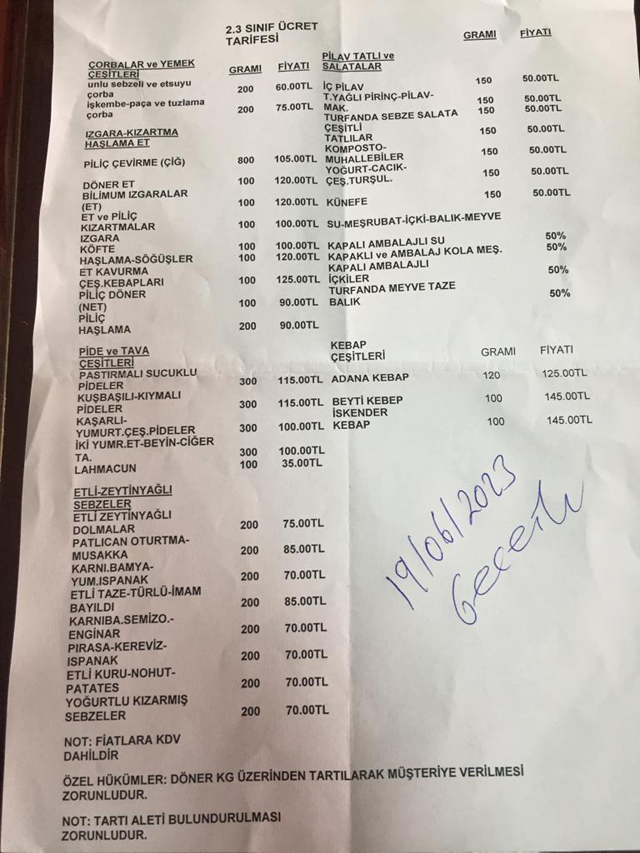 2.3 SINIF ÜCRET
TARİFESİ
ÇORBALAR ve YEMEK
ÇEŞİTLERİ GRAMI FİYATI
unlu sebzeli ve etsuyu
çorba 200 60.00TL
işkembe-paça ve tuzlama
çorba 200 75.00TL
IZGARA-KIZARTMA
HAŞLAMA ET
PİLİÇ ÇEVİRME (ÇİĞ) 800 105.00TL
DÖNER ET 100 120.00TL
BİLİMUM IZGARALAR
(ET) 100 120.00TL
ET ve PİLİÇ
KIZARTMALAR 100 100.00TL
IZGARA
KÖFTE 100 100.00TL
HAŞLAMA-SÖĞÜŞLER 100 120.00TL
ET KAVURMA
ÇEŞ.KEBAPLARI 100 125.00TL
PİLİÇ DÖNER
(NET) 100 90.00TL
PİLİÇ
HAŞLAMA 200 90.00TL
PİDE ve TAVA
ÇEŞİTLERİ
PASTIRMALI SUCUKLU
PİDELER 300 115.00TL
KUŞBAŞILI-KIYMALI
PİDELER 300 115.00TL
KAŞARLI-
YUMURT.ÇEŞ.PİDELER 300 100.00TL
İKİ YUMR.ET-BEYİN-CİĞER
TA. 300 100.00TL
LAHMACUN 100 35.00TL
ETLİ-ZEYTİNYAĞLI
SEBZELER
ETLİ ZEYTİNYAĞLI
DOLMALAR 200 75.00TL
PATLICAN OTURTMA-
MUSAKKA 200 85.00TL
KARNI.BAMYA-
YUM.ISPANAK 200 70.00TL
ETLİ TAZE-TÜRLÜ-İMAM
BAYILDI 200 85.00TL
KARNIBA.SEMİZO.-
ENGİNAR 200 70.00TL
PIRASA-KEREVİZ-
ISPANAK 200 70.00TL
ETLİ KURU-NOHUT-
PATATES 200 70.00TL
YOĞURTLU KIZARMIŞ
SEBZELER 200 70.00TL
PİLAV TATLI ve
SALATALAR GRAMI FİYATI
İÇ PİLAV 150 50.00TL
T.YAĞLI PİRİNÇ-PİLAV-
MAK. 150 50.00TL
TURFANDA SEBZE SALATA 150 50.00TL
ÇEŞİTLİ
TATLILAR 150 50.00TL
KOMPOSTO-
MUHALLEBİLER 150 50.00TL
YOĞURT-CACIK-
ÇEŞ.TURŞUL. 150 50.00TL
KÜNEFE 150 50.00TL
SU-MEŞRUBAT-İÇKİ-BALIK-MEYVE
KAPALI AMBALAJLI SU 50%
KAPAKLI ve AMBALAJ KOLA MEŞ. 50%
KAPALI AMBALAJLI
İÇKİLER 50%
TURFANDA MEYVE TAZE
BALIK 50%
KEBAP
ÇEŞİTLERİ GRAMI FİYATI
ADANA KEBAP 120 125.00TL
BEYTİ KEBEP 100 145.00TL
İSKENDER
KEBAP 100 145.00TL
19/06/2023
NOT: FİATLARA KDV
DAHİLDİR
ÖZEL HÜKÜMLER: DÖNER KG ÜZERİNDEN TARTILARAK MÜŞTERİYE VERİLMESİ
ZORUNLUDUR.
NOT: TARTI ALETİ BULUNDURULMASI
ZORUNLUDUR.